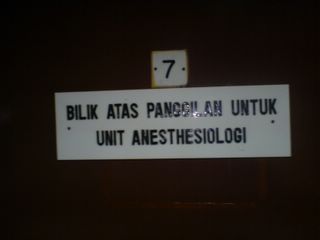 7
BILIK ATAS PANGGILAN UNTUK
UNIT ANESTHESIOLOGI